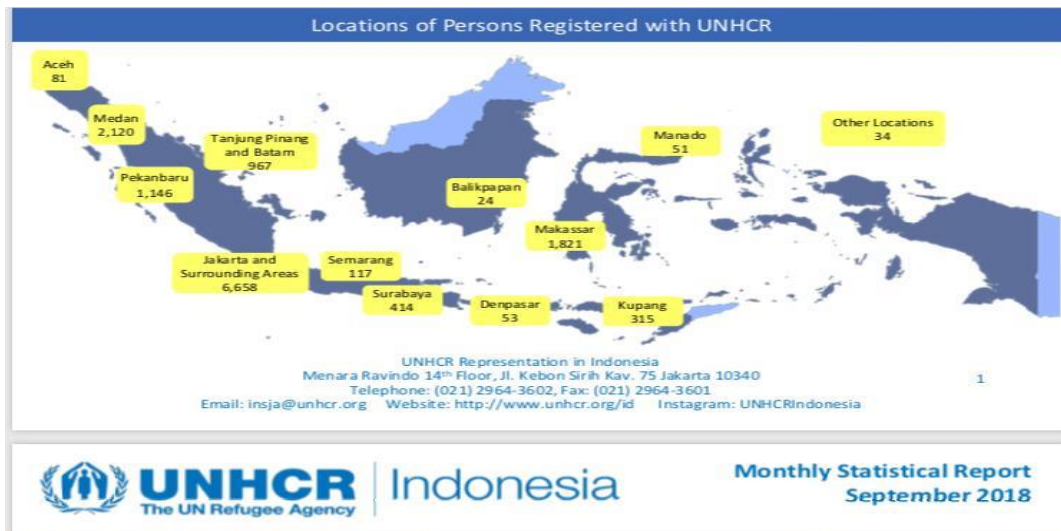 Locations of Persons Registered with UNHCR
Aceh
81
Medan
2,120
Tanjung Pinang
and Batam
967
Pekanbaru
1,146
Balikpapan
24
Manado
51
Other Locations
34
Makassar
1,821
Jakarta and
Surrounding Areas
6,658
Semarang
117
Surabaya
414
Denpasar
53
Kupang
315
UNHCR Representation in Indonesia
Menara Ravindo 14th Floor, Jl. Kebon Sirih Kav. 75 Jakarta 10340
Telephone: (021) 2964-3602, Fax: (021) 2964-3601
Email: insja@unhcr.org Website: http://www.unhcr.org/id Instagram: UNHCRIndonesia
1
UNHCR
The UN Refugee Agency
Indonesia
Monthly Statistical Report
September 2018